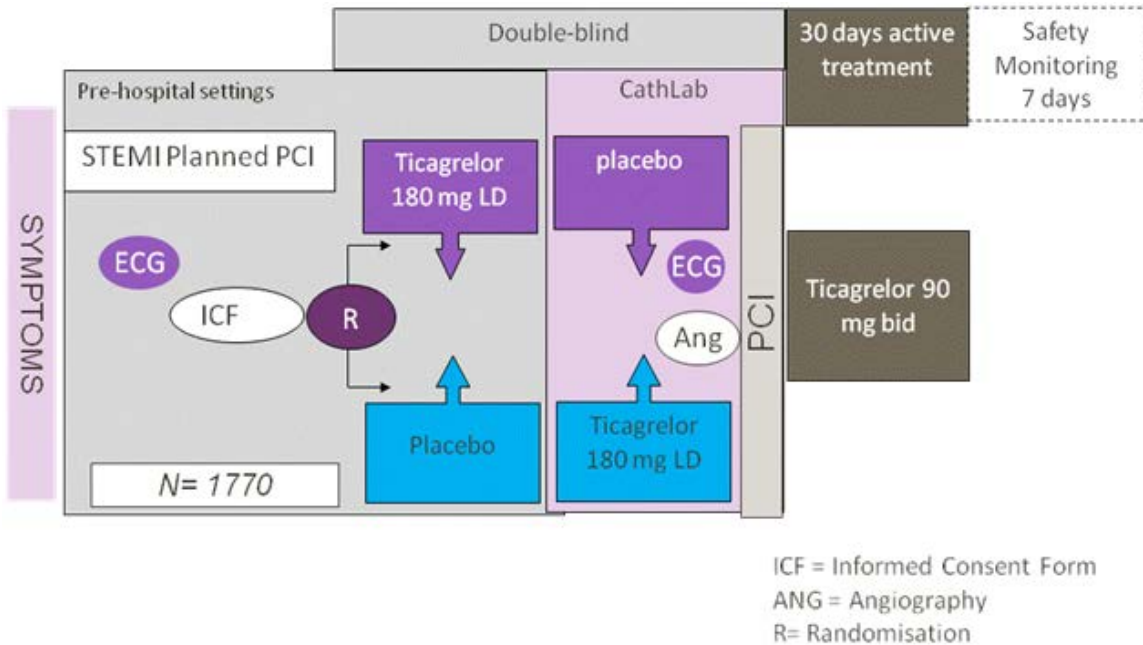 Double-blind
30 days active
treatment
Safety
Monitoring
7 days
Pre-hospital settings
CathLab
SYMPTOMS
STEMI Planned PCI
Ticagrelor
180 mg LD
placebo
ECG
ECG
ICF
R
Ang
PCI
Ticagrelor 90
mg bid
Placebo
Ticagrelor
180 mg LD
N= 1770
ICF = Informed Consent Form
ANG = Angiography
R= Randomisation